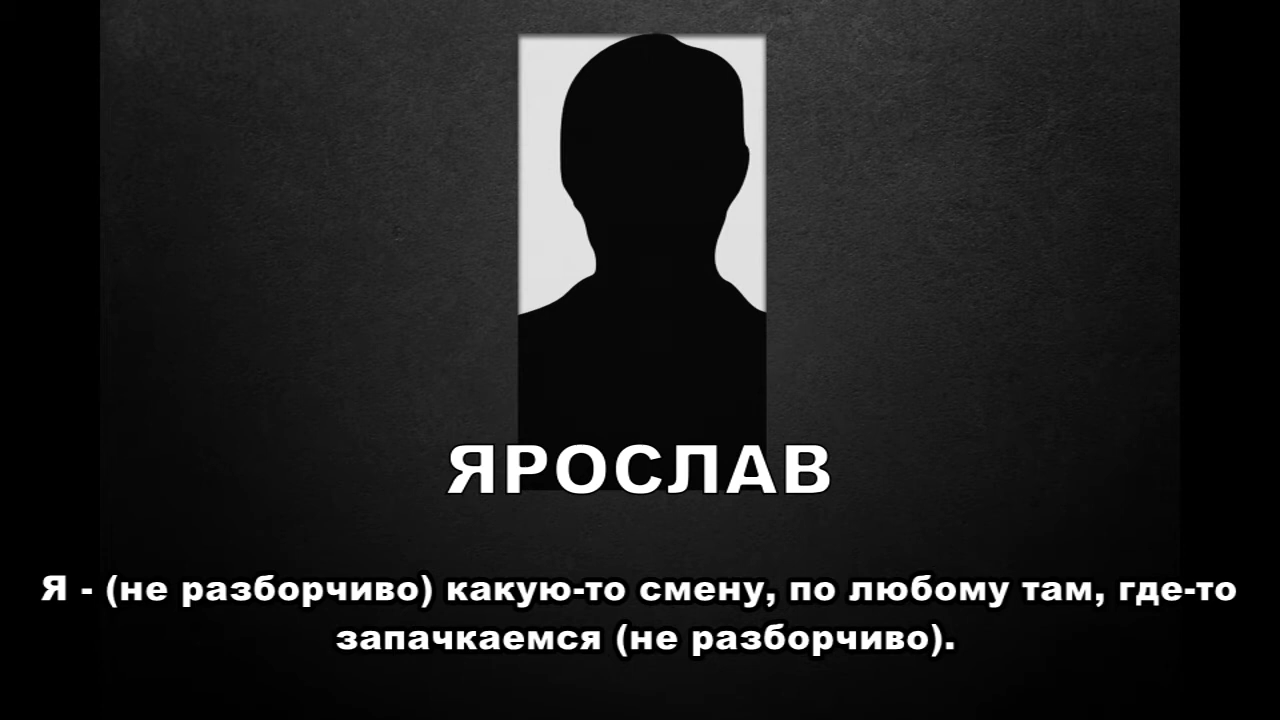 ЯРОСЛАВ
Я - (не разборчиво) какую-то смену, по любому там, где-то
запачкаемся (не разборчиво).